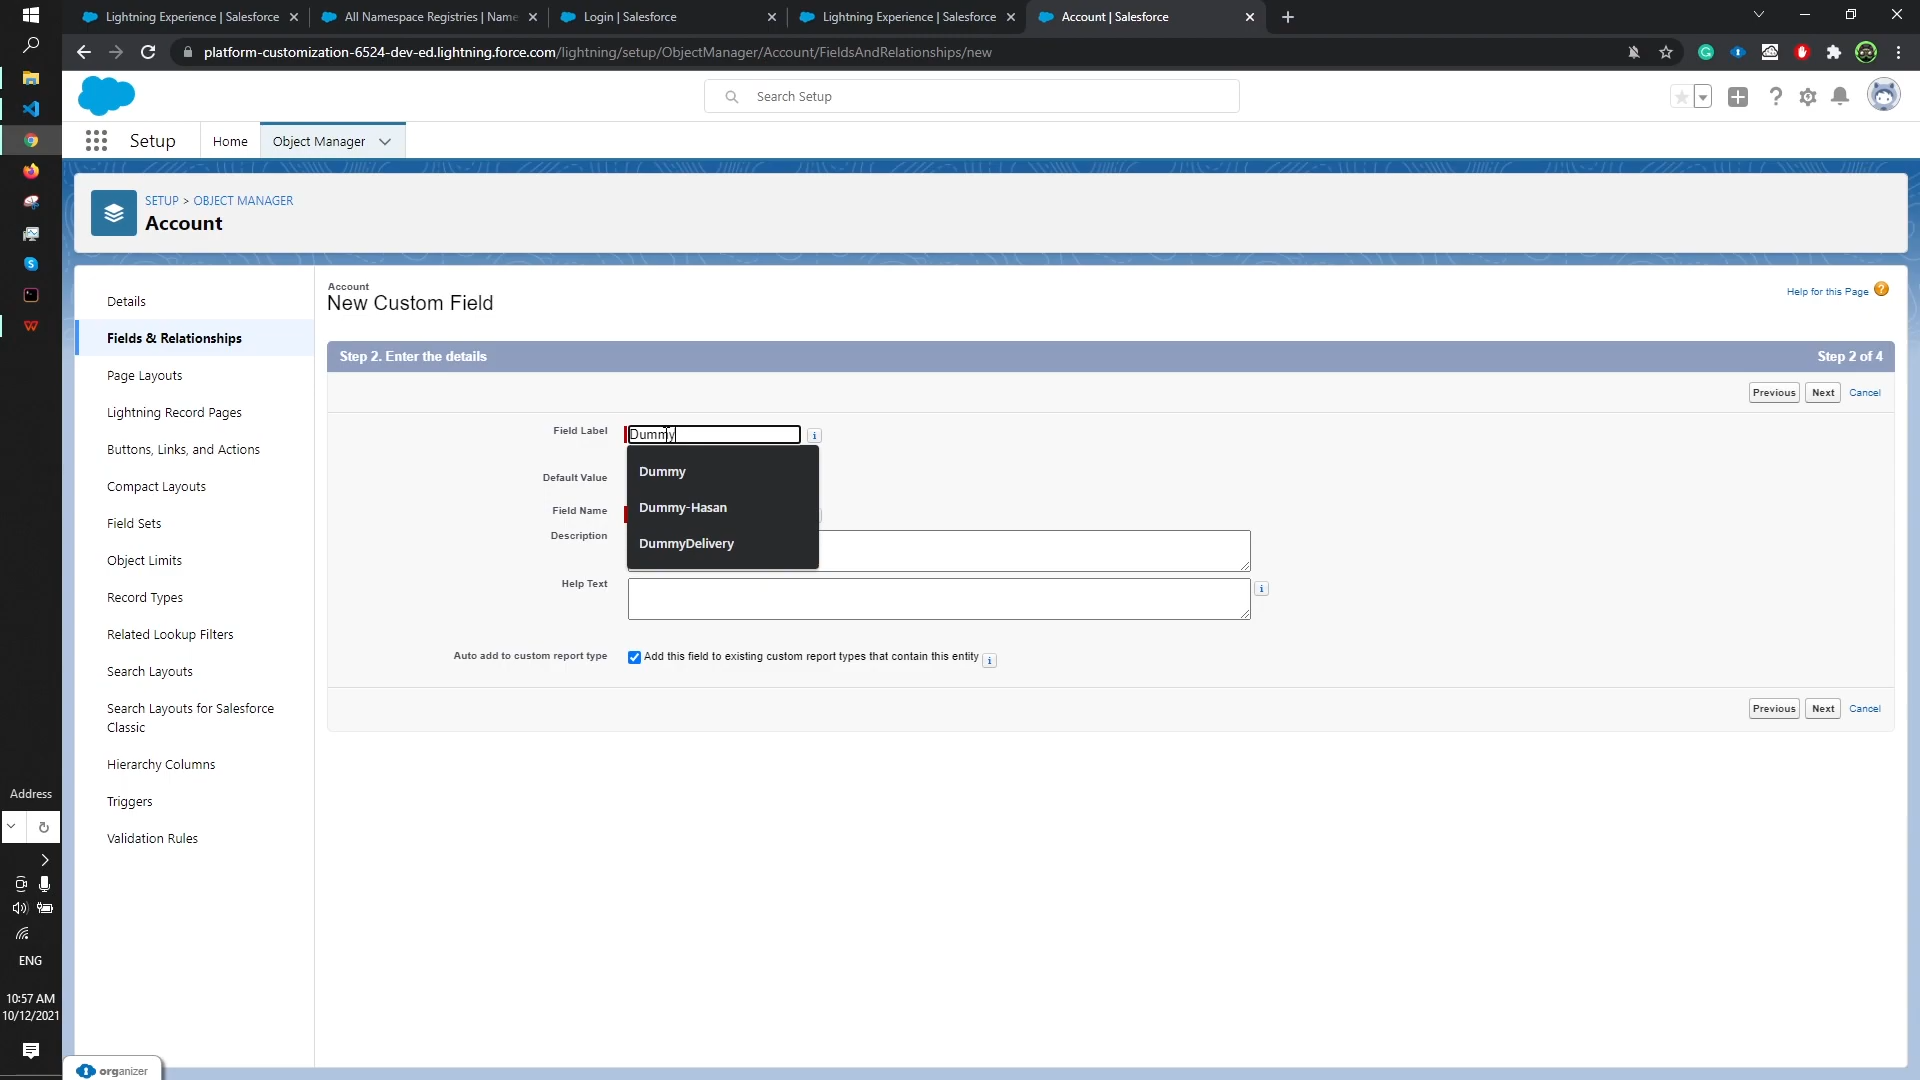 Lightning Experience | Salesforce
All Namespace Registries | Name
Login | Salesforce
Lightning Experience | Salesforce
Account | Salesforce
platform-customization-6524-dev-ed.lightning.force.com/lightning/setup/ObjectManager/Account/FieldsAndRelationships/new
Search Setup
Setup
Home
Object Manager
SETUP > OBJECT MANAGER
Account
Details
Fields & Relationships
Page Layouts
Lightning Record Pages
Buttons, Links, and Actions
Compact Layouts
Field Sets
Object Limits
Record Types
Related Lookup Filters
Search Layouts
Search Layouts for Salesforce
Classic
Hierarchy Columns
Triggers
Validation Rules
Account
New Custom Field
Help for this Page
Step 2. Enter the details
Step 2 of 4
Previous
Next
Cancel
Field Label
Dummy
Dummy
Dummy-Hasan
DummyDelivery
Default Value
Field Name
Description
Help Text
Auto add to custom report type
Add this field to existing custom report types that contain this entity
Previous
Next
Cancel
Address
ENG
10:57 AM
10/12/2021
organizer